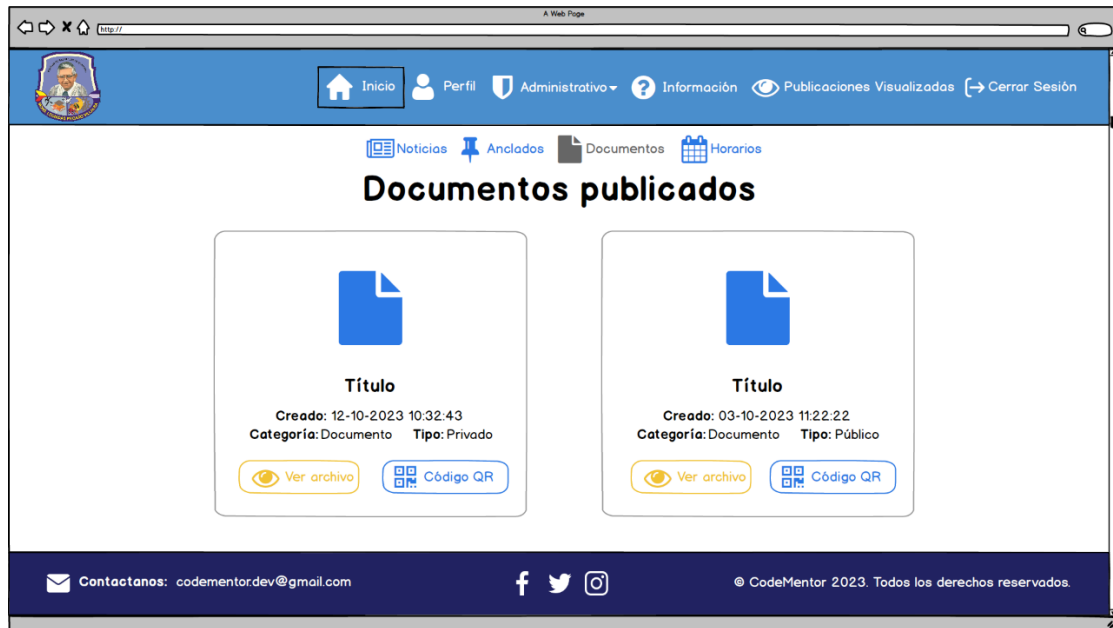 A Web Page
http://
Inicio Perfil Administrativo Información Publicaciones Visualizadas Cerrar Sesión
Noticias Anclados Documentos Horarios
Documentos publicados
Título
Creado: 12-10-2023 10:32:43
Categoría: Documento Tipo: Privado
Ver archivo Código QR
Título
Creado: 03-10-2023 11:22:22
Categoría: Documento Tipo: Público
Ver archivo Código QR
Contactanos: codementor.dev@gmail.com
© CodeMentor 2023. Todos los derechos reservados.